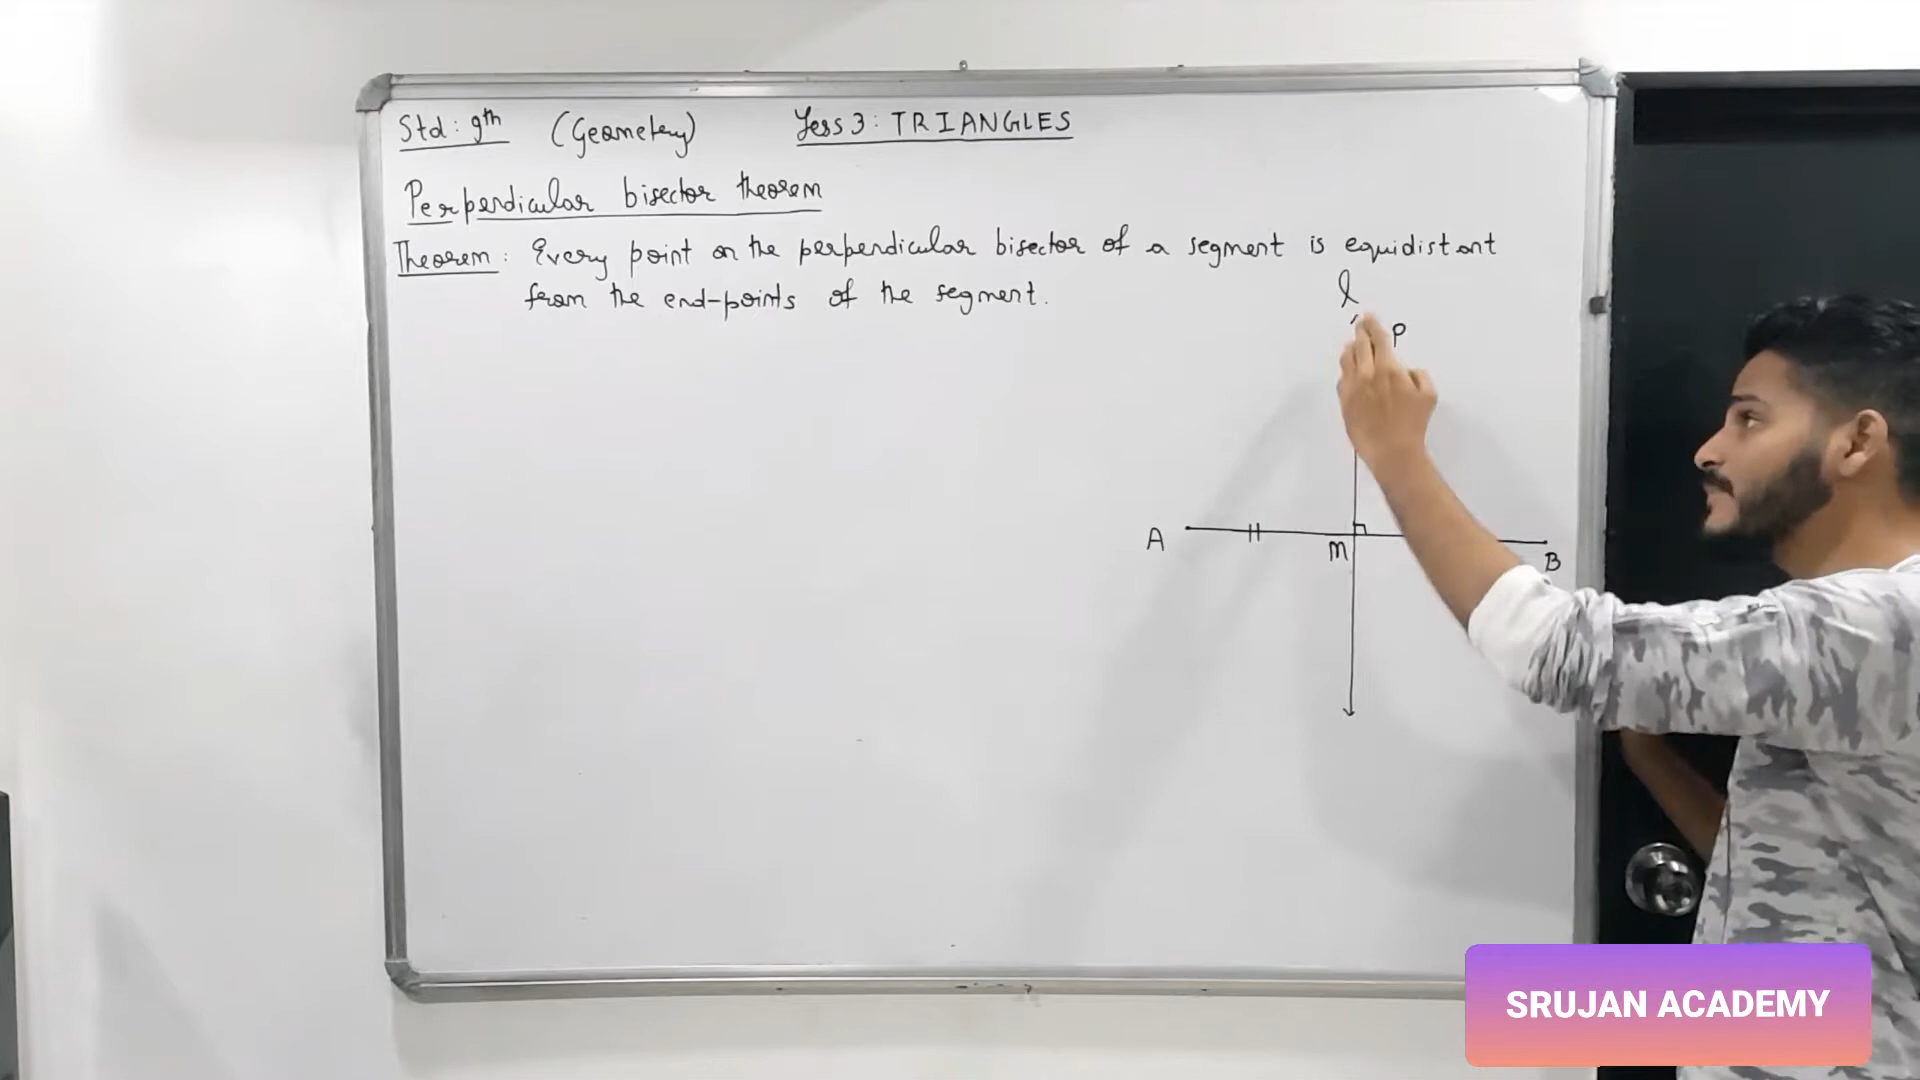 Std: 9th (Geometery) Less 3: TRIANGLES
Perpendicular bisector theorem
Theorem: Every point on the perpendicular bisector of a segment is equidistant
from the end-points of the segment.
l
P
A
M
B
SRUJAN ACADEMY